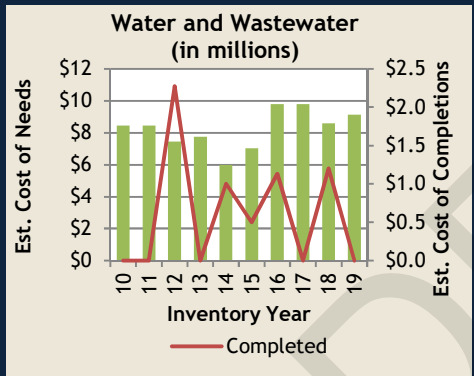 Water and Wastewater
(in millions)
Est. Cost of Needs
$12
$10
$8
$6
$4
$2
$0
$2.5
$2.0
$1.5
$1.0
$0.5
$0.0
Est. Cost of Completions
10 11 12 13 14 15 16 17 18 19
Inventory Year
Completed